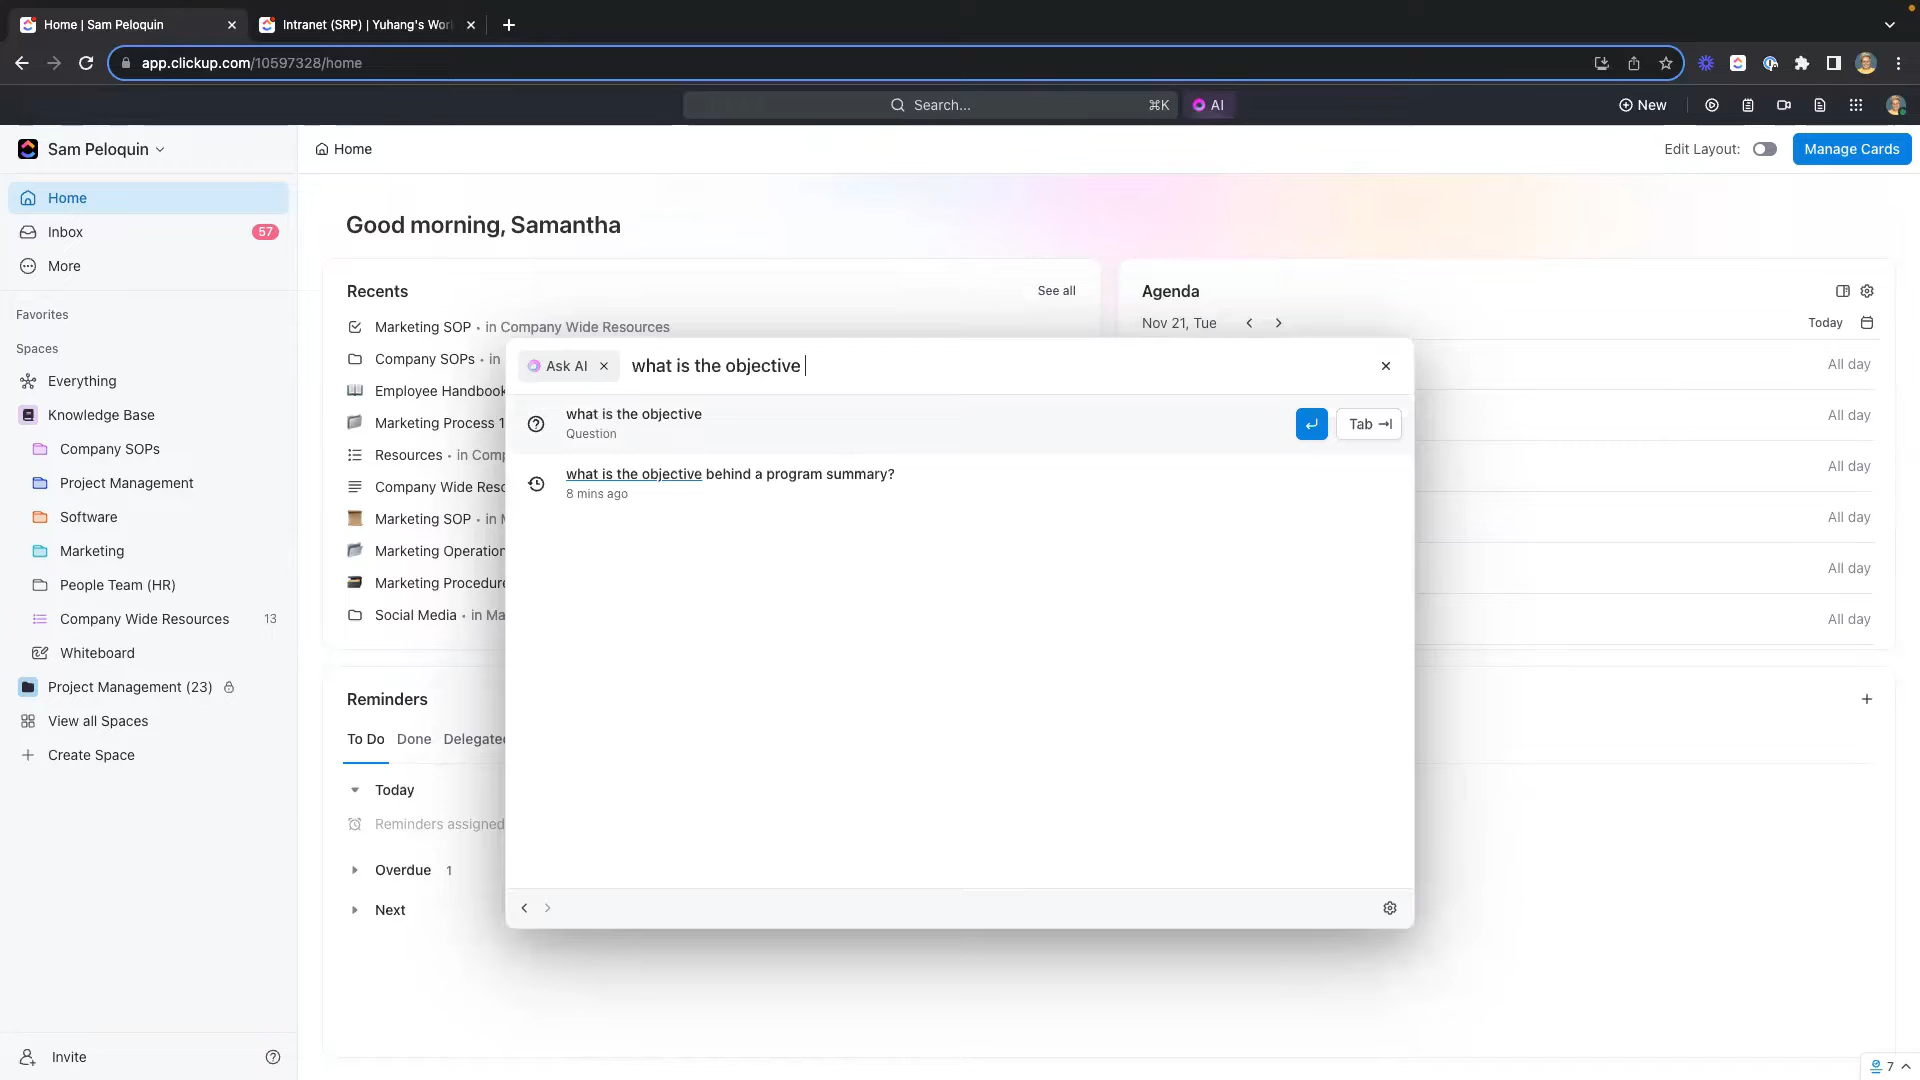 Home | Sam Peloquin
Intranet (SRP) | Yuhang's Wor
app.clickup.com/10597328/home
Search...
⌘K
AI
New
Sam Peloquin
Home
Edit Layout:
Manage Cards
Home
Inbox
57
More
Favorites
Spaces
Everything
Knowledge Base
Company SOPs
Project Management
Software
Marketing
People Team (HR)
Company Wide Resources
13
Whiteboard
Project Management (23)
View all Spaces
Create Space
Invite
Good morning, Samantha
Recents
See all
Marketing SOP • in Company Wide Resources
Company SOPs • in
Employee Handbook
Marketing Process 1
Resources • in Com
Company Wide Reso
Marketing SOP • in M
Marketing Operation
Marketing Procedure
Social Media • in Ma
Agenda
Nov 21, Tue
Today
All day
All day
All day
All day
All day
All day
Ask AI
what is the objective
what is the objective
Question
Tab
what is the objective behind a program summary?
8 mins ago
Reminders
To Do
Done
Delegated
Today
Reminders assigned
Overdue 1
Next
7